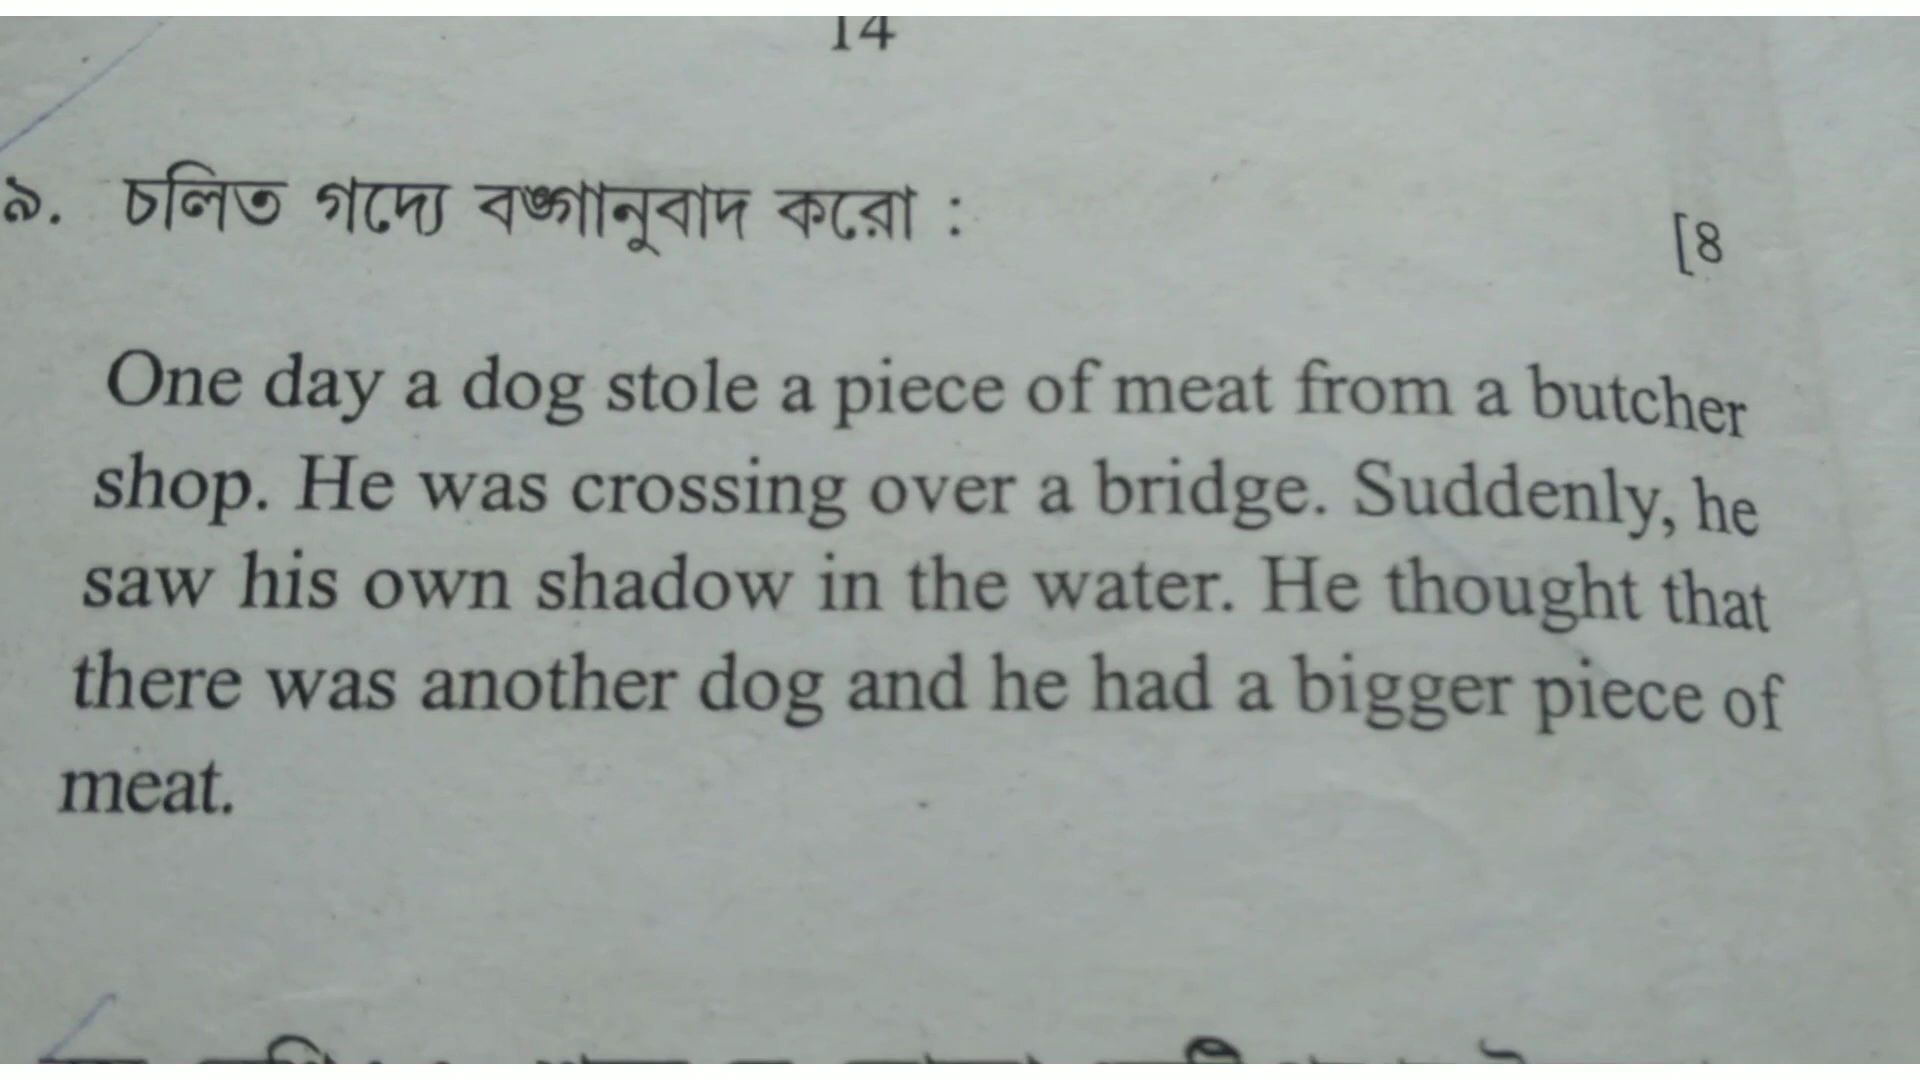 14
৯. চলিত গদ্যে বঙ্গানুবাদ করো :
[8
One day a dog stole a piece of meat from a butcher
shop. He was crossing over a bridge. Suddenly, he
saw his own shadow in the water. He thought that
there was another dog and he had a bigger piece of
meat.